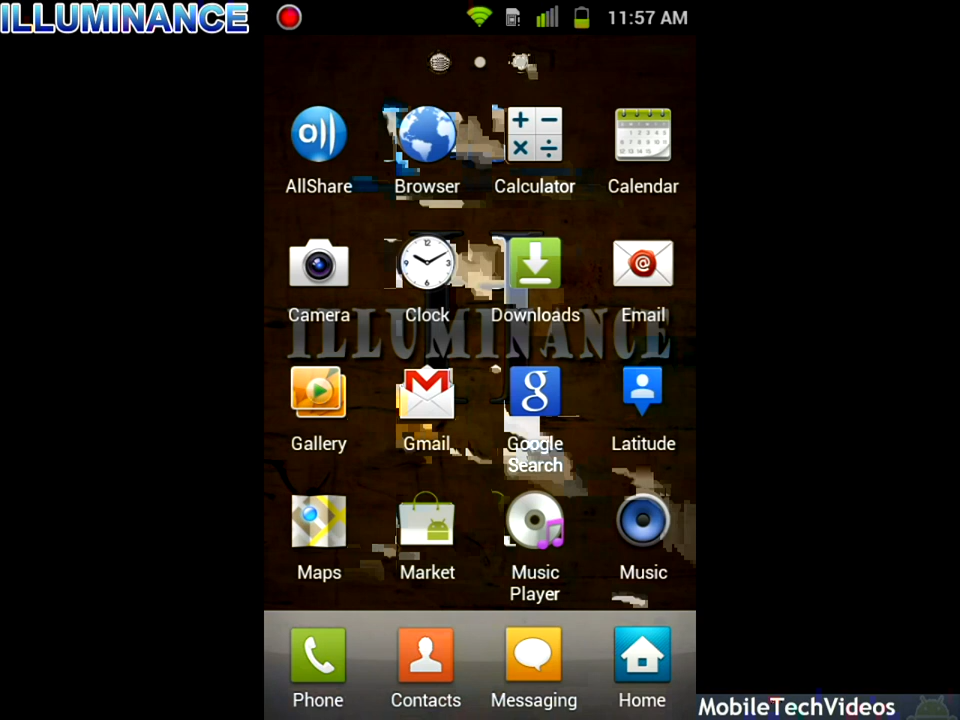 ILLUMINANCE
11:57 AM
all
AllShare
Browser
Calculator
Calendar
Camera
Clock
Downloads
Email
ILLUMINANCE
Gallery
Gmail
Google
Search
Latitude
Maps
Market
Music
Player
Music
Phone
Contacts
Messaging
Home
MobileTechVideos